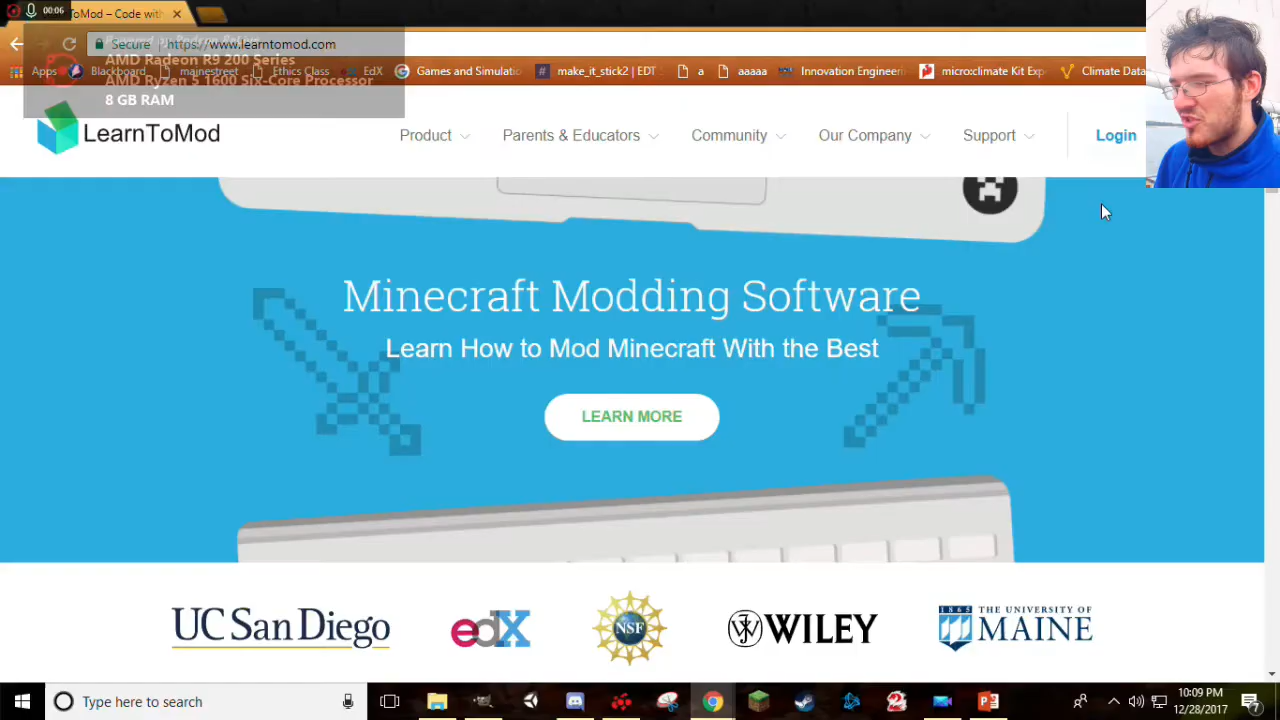 00:06
ToMod – Code with
Secure
https://www.learntomod.com
AMD Radeon R9 200 Series
AMD Ryzen 5 1600 Six-Core Processor
8 GB RAM
Apps
Blackboard
mainestreet
Ethics Class
EdX
Games and Simulatio
make_it_stick2 | EDT
a
aaaaa
Innovation Engineeri
micro:climate Kit Exp
Climate Data
LearnToMod
Product
Parents & Educators
Community
Our Company
Support
Login
Minecraft Modding Software
Learn How to Mod Minecraft With the Best
LEARN MORE
UC San Diego
edX
NSF
WILEY
1865
THE UNIVERSITY OF
MAINE
Type here to search
10:09 PM
12/28/2017
7